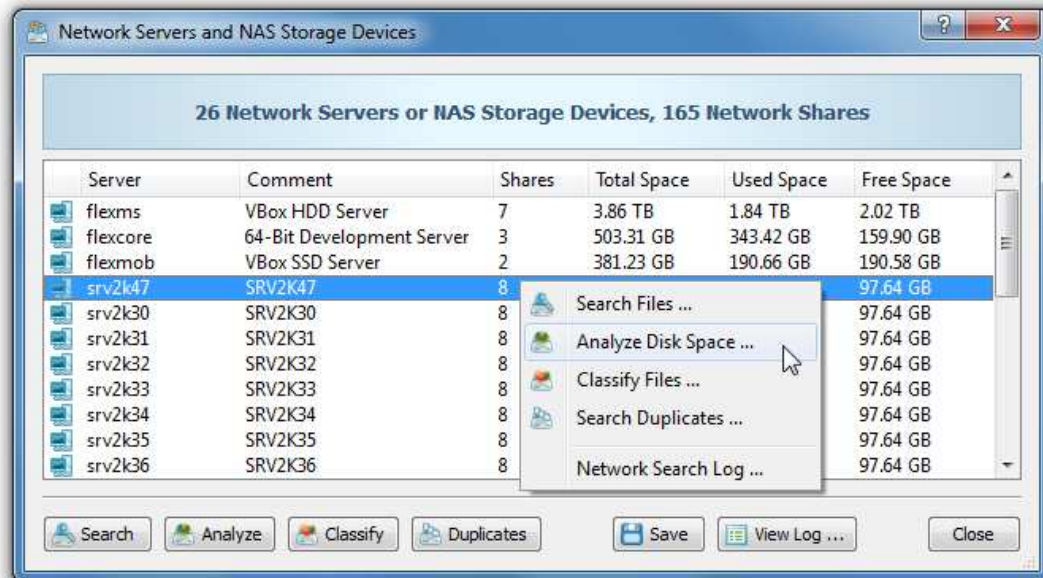 Network Servers and NAS Storage Devices
26 Network Servers or NAS Storage Devices, 165 Network Shares
Server Comment Shares Total Space Used Space Free Space
flexms VBox HDD Server 7 3.86 TB 1.84 TB 2.02 TB
flexcore 64-Bit Development Server 3 503.31 GB 343.42 GB 159.90 GB
flexmob VBox SSD Server 2 381.23 GB 190.66 GB 190.58 GB
srv2k47 SRV2K47 8 97.64 GB
srv2k30 SRV2K30 8 97.64 GB
srv2k31 SRV2K31 8 97.64 GB
srv2k32 SRV2K32 8 97.64 GB
srv2k33 SRV2K33 8 97.64 GB
srv2k34 SRV2K34 8 97.64 GB
srv2k35 SRV2K35 8 97.64 GB
srv2k36 SRV2K36 8 97.64 GB
Search Files ...
Analyze Disk Space ...
Classify Files ...
Search Duplicates ...
Network Search Log ...
Search Analyze Classify Duplicates Save View Log ... Close